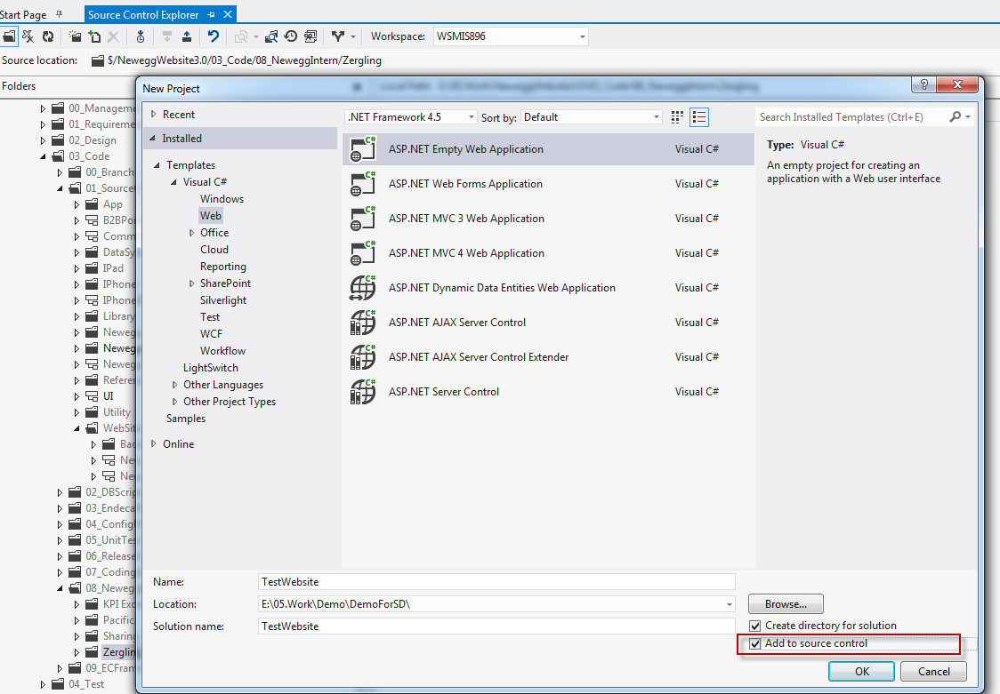 Start Page
Source Control Explorer
Workspace: WSMIS896
Source location: $/NeweggWebsite3.0/03_Code/08_NeweggIntern/Zergling
Folders
00_Manageme
01_Requireme
02_Design
03_Code
00_Branch
01_Source
App
B2BPo
Comm
DataSy
IPad
IPhone
IPhone
Library
Neweg
Newegg
Newegg
Referen
UI
Utility
WebSit
Bac
Ne
Ne
02_DBScrip
03_Endeca
04_Config
05_UnitTes
06_Release
07_Coding
08_Newegg
KPI Exc
Pacific
Sharing
Zerglin
09_ECFram
04_Test
New Project
Recent
Installed
Templates
Visual C#
Windows
Web
Office
Cloud
Reporting
SharePoint
Silverlight
Test
WCF
Workflow
LightSwitch
Other Languages
Other Project Types
Samples
Online
.NET Framework 4.5 Sort by: Default
C# ASP.NET Empty Web Application Visual C#
C# ASP.NET Web Forms Application Visual C#
C# ASP.NET MVC 3 Web Application Visual C#
C# ASP.NET MVC 4 Web Application Visual C#
C# ASP.NET Dynamic Data Entities Web Application Visual C#
C# ASP.NET AJAX Server Control Visual C#
C# ASP.NET AJAX Server Control Extender Visual C#
C# ASP.NET Server Control Visual C#
Search Installed Templates (Ctrl+E)
Type: Visual C#
An empty project for creating an
application with a Web user interface
Name: TestWebsite
Location: E:\05.Work\Demo\DemoForSD\ Browse...
Solution name: TestWebsite
Create directory for solution
Add to source control
OK Cancel